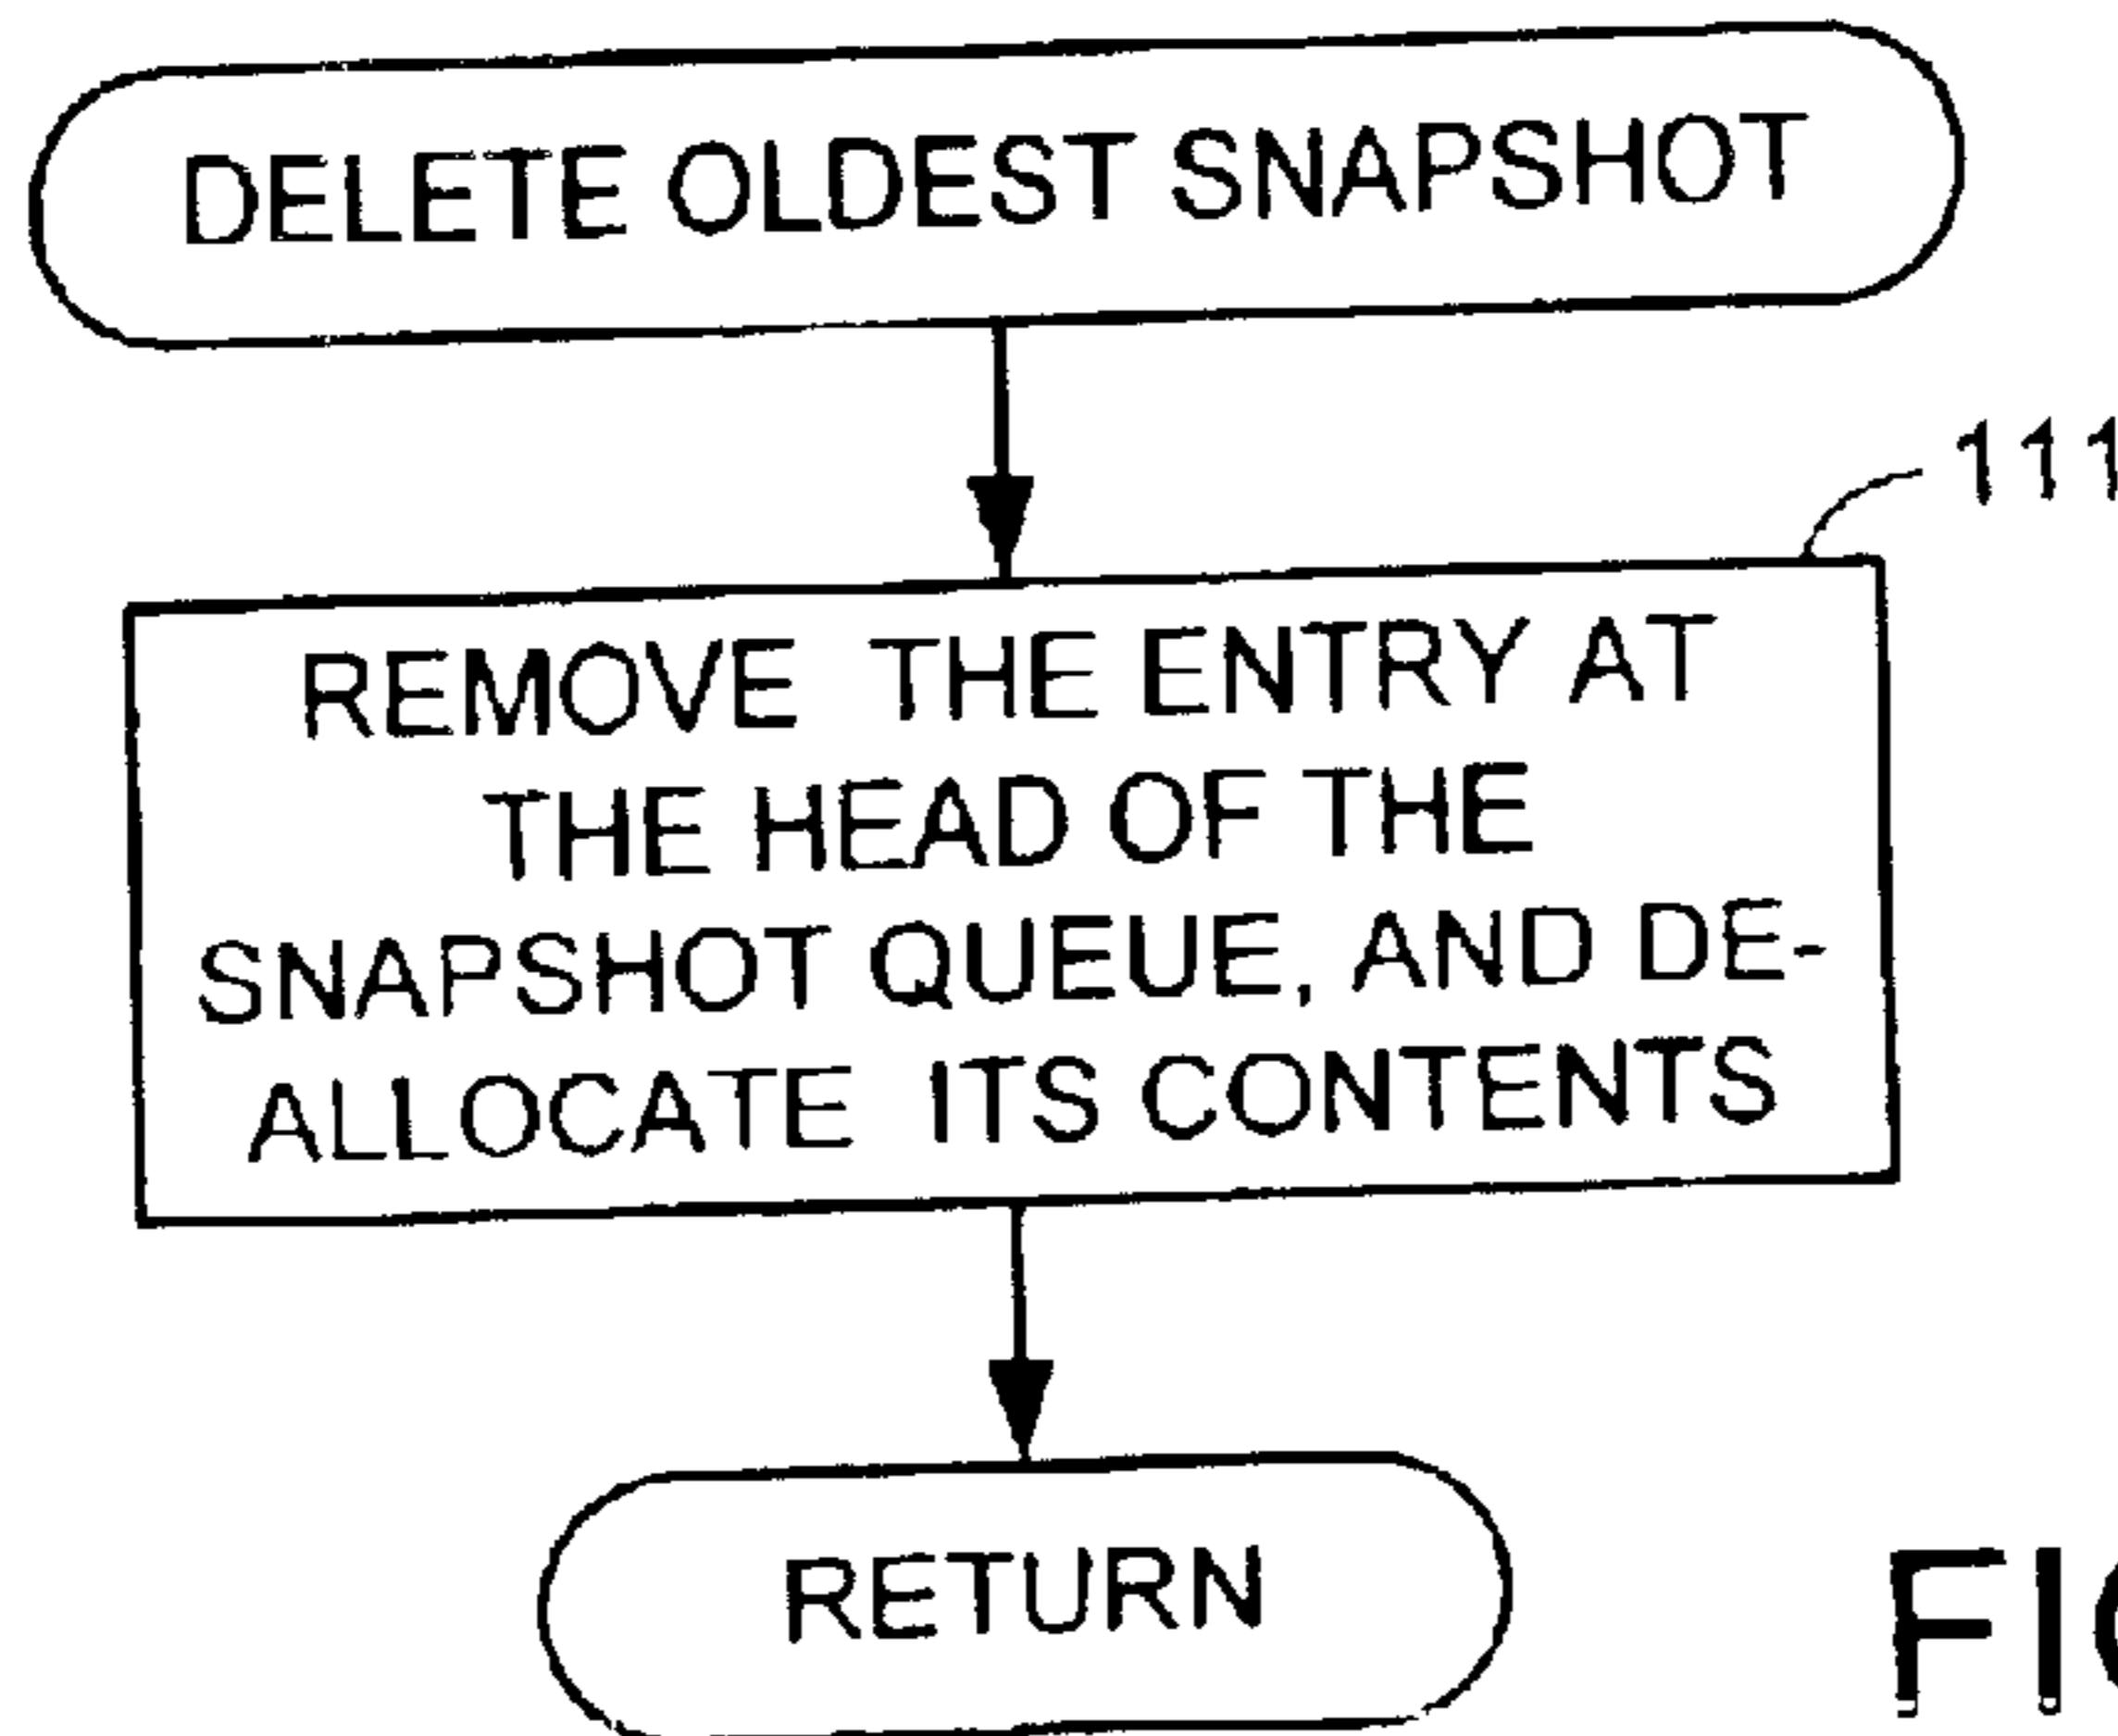 DELETE OLDEST SNAPSHOT
111
REMOVE THE ENTRY AT
THE HEAD OF THE
SNAPSHOT QUEUE, AND DE-
ALLOCATE ITS CONTENTS
RETURN